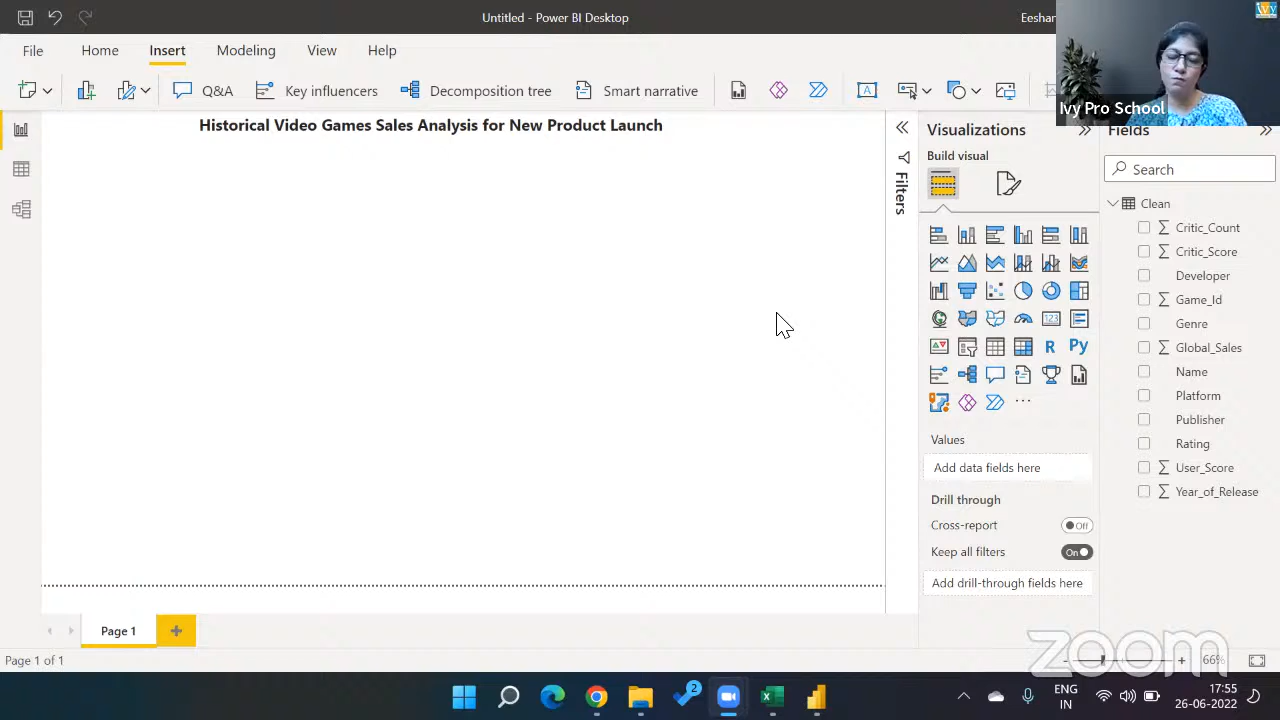 Untitled - Power BI Desktop
Eeshan
File
Home
Insert
Modeling
View
Help
Q&A
Key influencers
Decomposition tree
Smart narrative
Ivy Pro School
Historical Video Games Sales Analysis for New Product Launch
Filters
Visualizations
Build visual
123
R
Py
Values
Add data fields here
Drill through
Cross-report
Off
Keep all filters
On
Add drill-through fields here
Fields
Search
Clean
Critic_Count
Critic_Score
Developer
Game_Id
Genre
Global_Sales
Name
Platform
Publisher
Rating
User_Score
Year_of_Release
Page 1
Page 1 of 1
66%
zoom
2
ENG
IN
17:55
26-06-2022